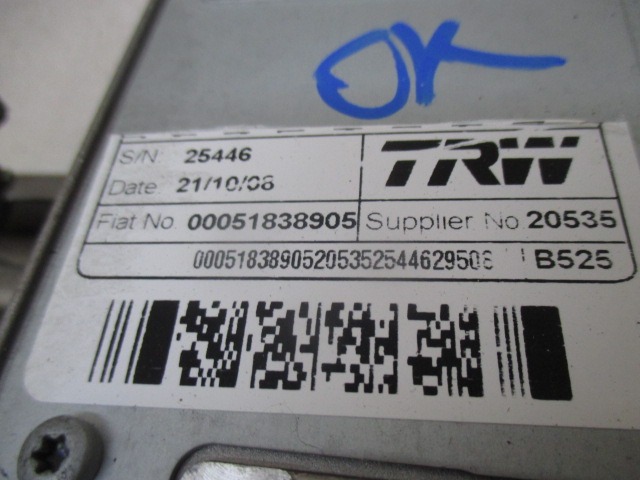 OK
S/N: 25446
TRW
Date: 21/10/08
Fiat No 00051838905 Supplier No 20535
00051838905205352544629508 B525